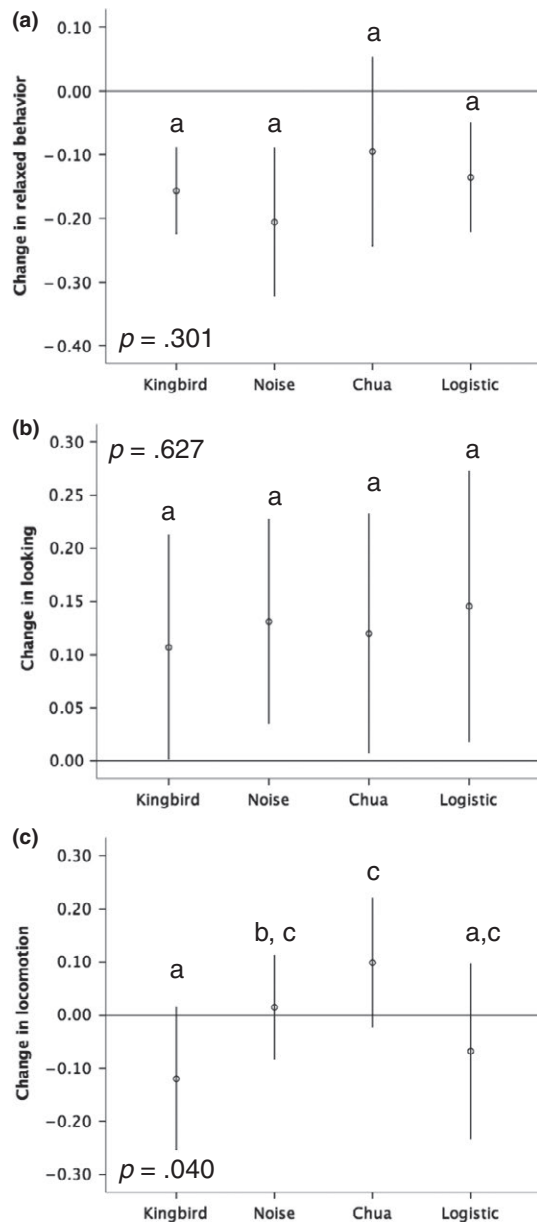 (a)
Change in relaxed behavior
0.10
0.00
−0.10
−0.20
−0.30
−0.40
a
a
a
a
p = .301
Kingbird Noise Chua Logistic
(b)
Change in looking
0.30
0.25
0.20
0.15
0.10
0.05
0.00
p = .627
a
a
a
a
Kingbird Noise Chua Logistic
(c)
Change in locomotion
0.30
0.20
0.10
0.00
−0.10
−0.20
−0.30
a
b, c
c
a,c
p = .040
Kingbird Noise Chua Logistic